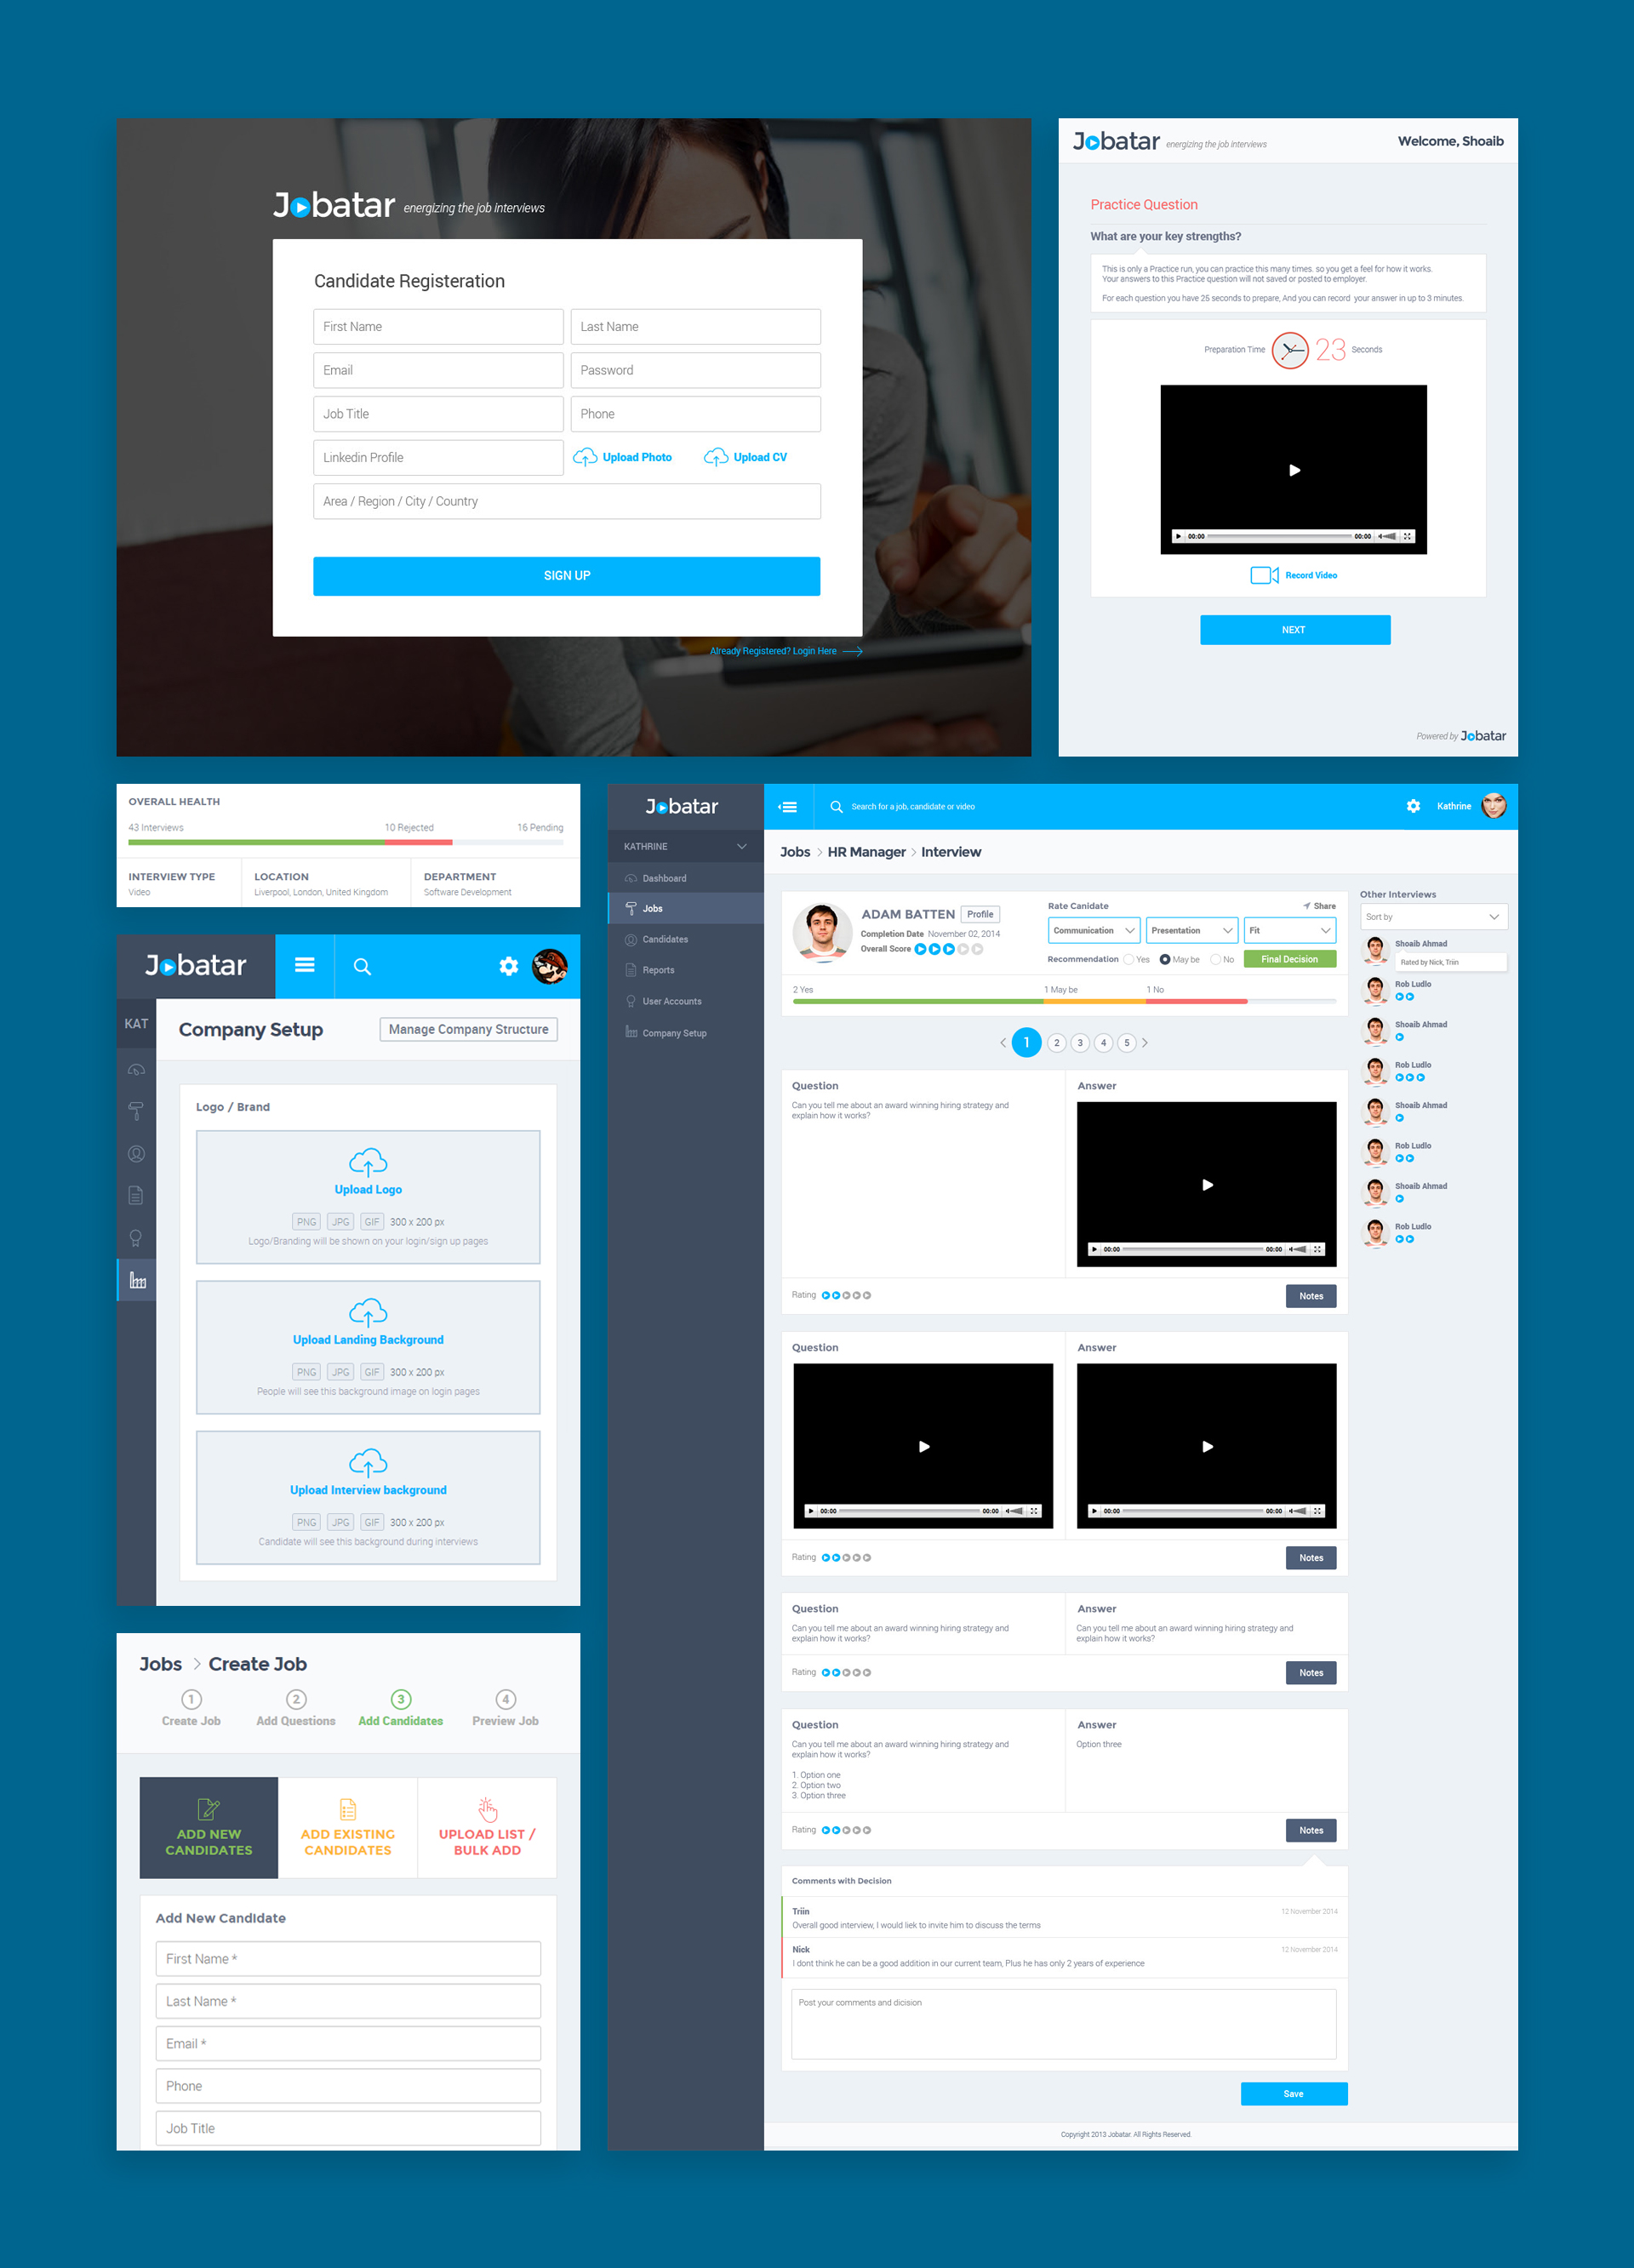 Jobatar energizing the job interviews
Candidate Registeration
First Name
Last Name
Email
Password
Job Title
Phone
Linkedin Profile
Upload Photo
Upload CV
Area / Region / City / Country
SIGN UP
Already Registered? Login Here
Jobatar energizing the job interviews
Welcome, Shoaib
Practice Question
What are your key strengths?
This is only a Practice run, you can practice this many times. so you get a feel for how it works.
Your answers to this Practice question will not saved or posted to employer.
For each question you have 25 seconds to prepare, And you can record your answer in up to 3 minutes.
Preparation Time 23 Seconds
00:00 00:00
Record Video
NEXT
Powered by Jobatar
OVERALL HEALTH
43 Interviews 10 Rejected 16 Pending
INTERVIEW TYPE
Video
LOCATION
Liverpool, London, United Kingdom
DEPARTMENT
Software Development
Jobatar
KAT
Company Setup
Manage Company Structure
Logo / Brand
Upload Logo
PNG JPG GIF 300 x 200 px
Logo/Branding will be shown on your login/sign up pages
Upload Landing Background
PNG JPG GIF 300 x 200 px
People will see this background image on login pages
Upload Interview background
PNG JPG GIF 300 x 200 px
Candidate will see this background during interviews
Jobs > Create Job
1 2 3 4
Create Job Add Questions Add Candidates Preview Job
ADD NEW
CANDIDATES
ADD EXISTING
CANDIDATES
UPLOAD LIST /
BULK ADD
Add New Candidate
First Name *
Last Name *
Email *
Phone
Job Title
Jobatar
Search for a job, candidate or video
Kathrine
KATHRINE
Dashboard
Jobs
Candidates
Reports
User Accounts
Company Setup
Jobs > HR Manager > Interview
ADAM BATTEN Profile
Completion Date November 02, 2014
Overall Score
Rate Canidate
Share
Communication
Presentation
Fit
Recommendation Yes May be No
Final Decision
2 Yes 1 May be 1 No
1 2 3 4 5
Question
Can you tell me about an award winning hiring strategy and
explain how it works?
Answer
00:00 00:00
Rating
Notes
Question
00:00 00:00
Answer
00:00 00:00
Rating
Notes
Question
Can you tell me about an award winning hiring strategy and
explain how it works?
Answer
Can you tell me about an award winning hiring strategy and
explain how it works?
Rating
Notes
Question
Can you tell me about an award winning hiring strategy and
explain how it works?
1. Option one
2. Option two
3. Option three
Answer
Option three
Rating
Notes
Comments with Decision
Triin
12 November 2014
Overall good interview, I would liek to invite him to discuss the terms
Nick
12 November 2014
I dont think he can be a good addition in our current team, Plus he has only 2 years of experience
Post your comments and dicision
Save
Other Interviews
Sort by
Shoaib Ahmad
Rated by Nick, Triin
Rob Ludlo
Shoaib Ahmad
Rob Ludlo
Shoaib Ahmad
Rob Ludlo
Shoaib Ahmad
Rob Ludlo
Copyright 2013 Jobatar. All Rights Reserved.